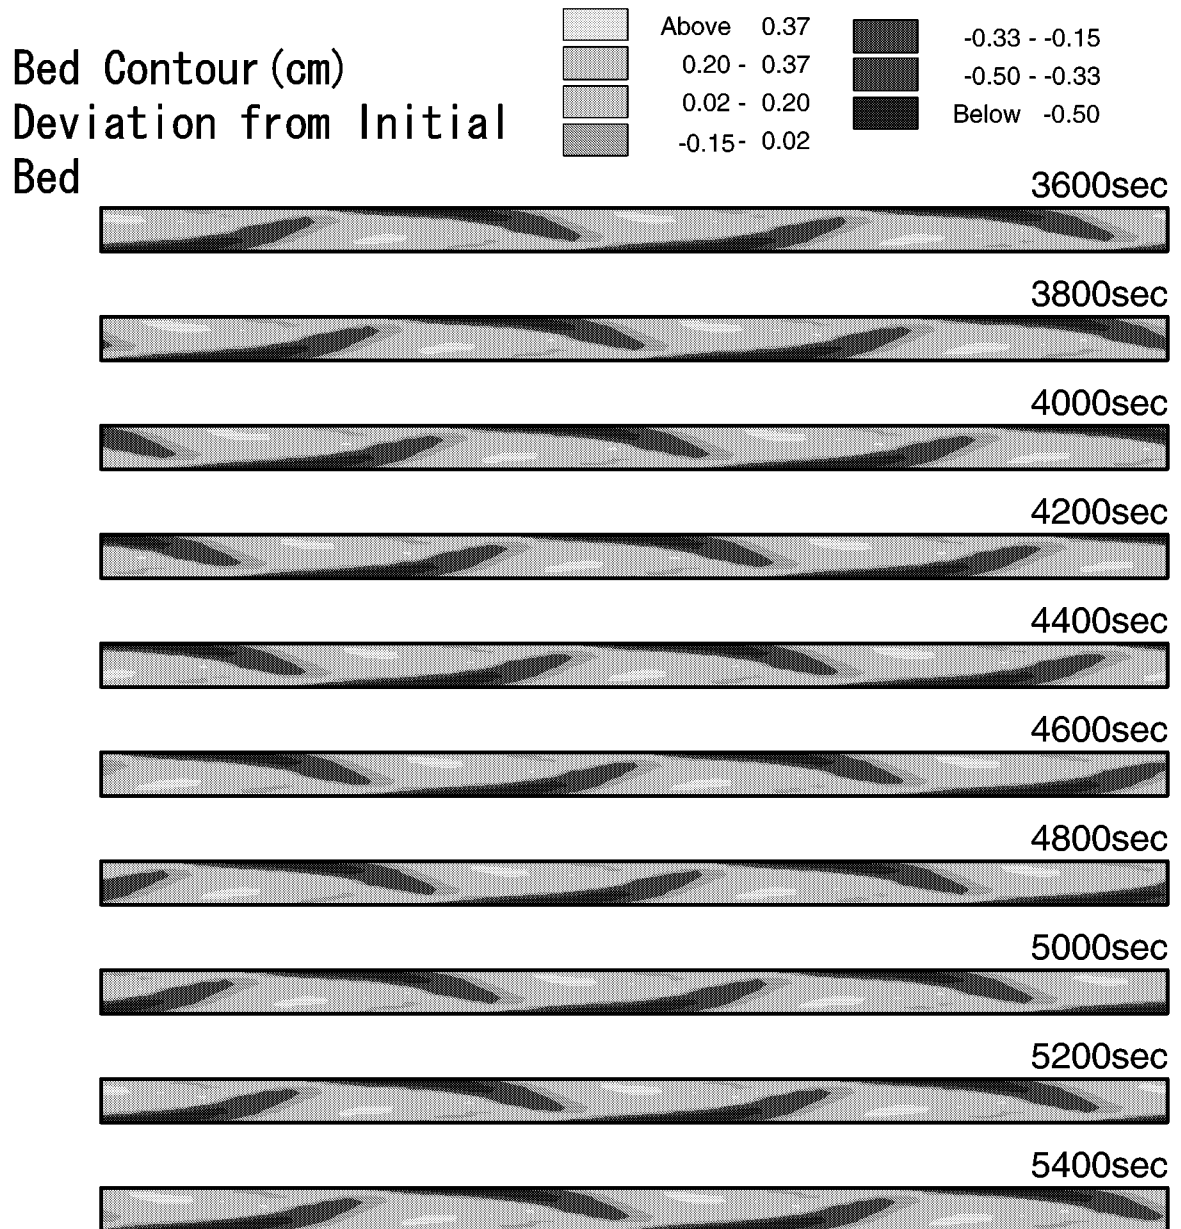 Bed Contour(cm)
Deviation from Initial
Bed
Above 0.37
0.20 - 0.37
0.02 - 0.20
-0.15- 0.02
-0.33 - -0.15
-0.50 - -0.33
Below -0.50
3600sec
3800sec
4000sec
4200sec
4400sec
4600sec
4800sec
5000sec
5200sec
5400sec